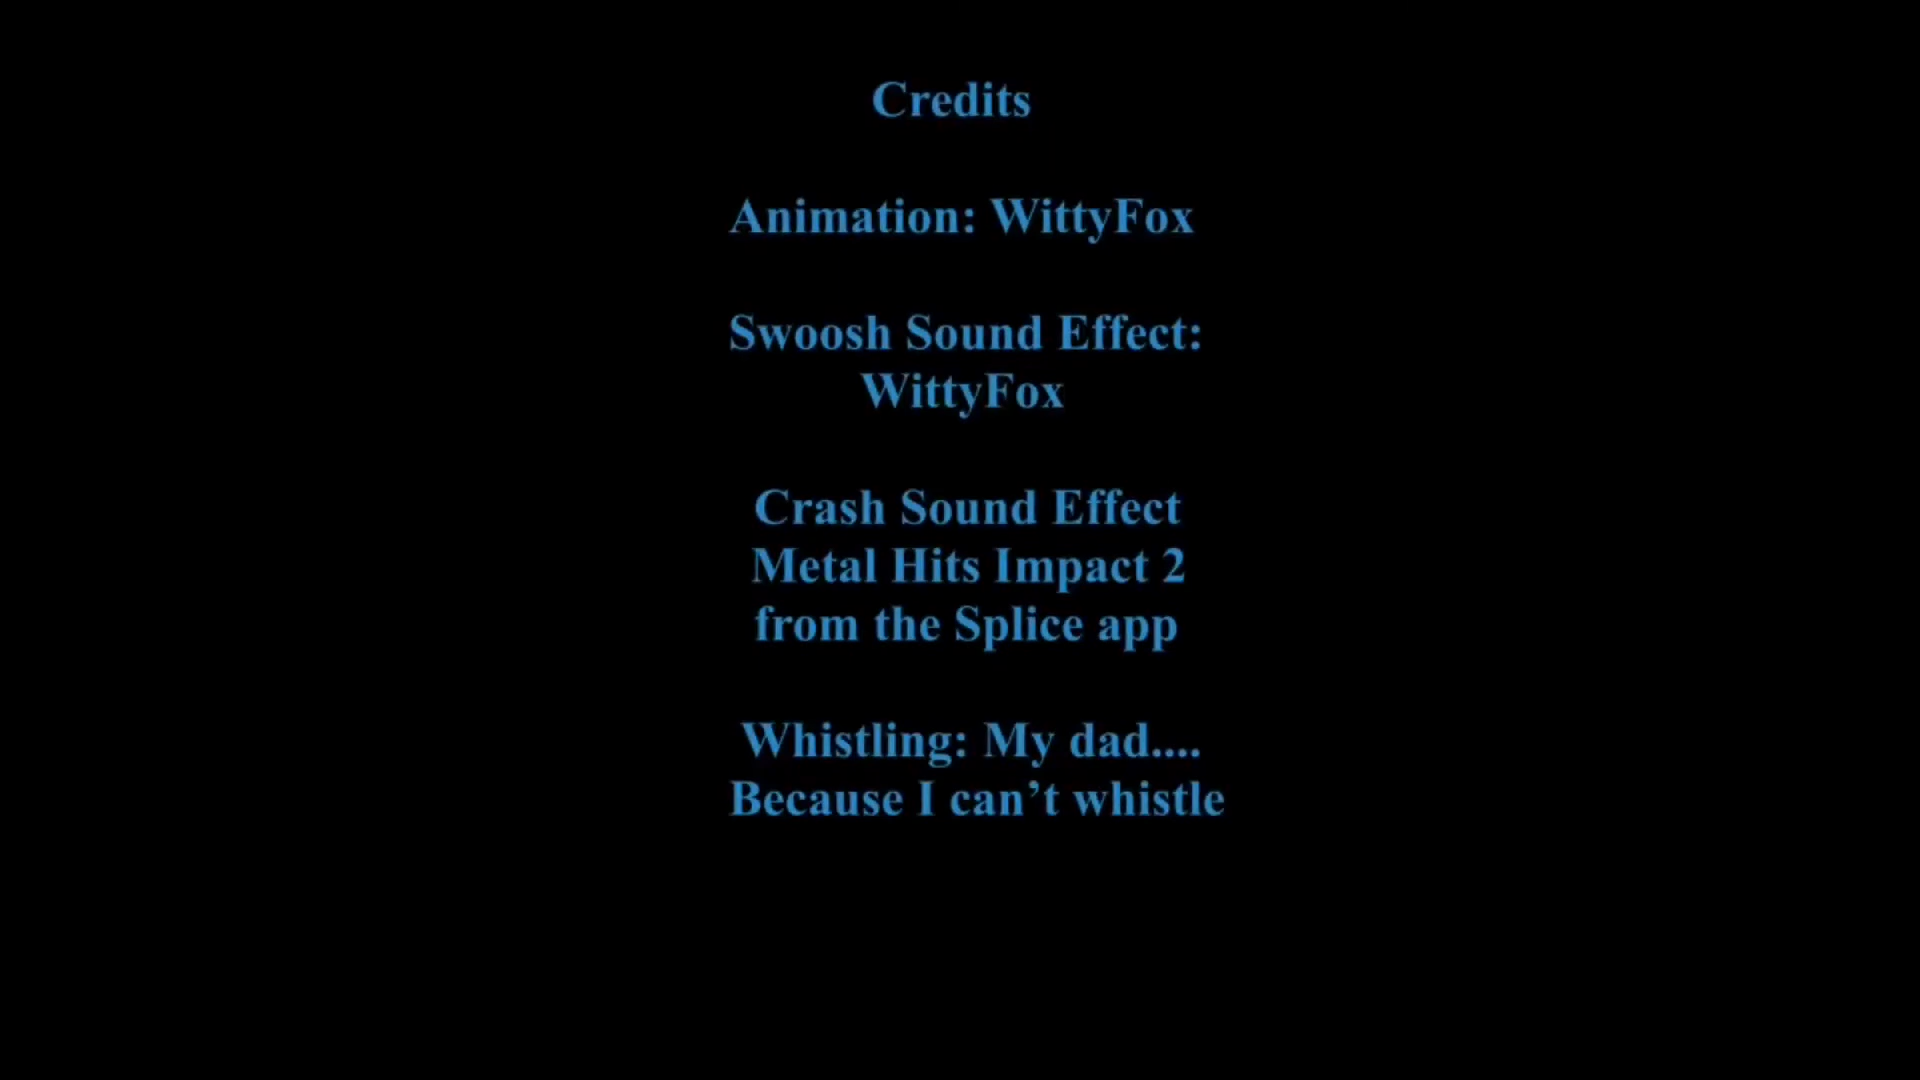 Credits
Animation: WittyFox
Swoosh Sound Effect:
WittyFox
Crash Sound Effect
Metal Hits Impact 2
from the Splice app
Whistling: My dad....
Because I can’t whistle